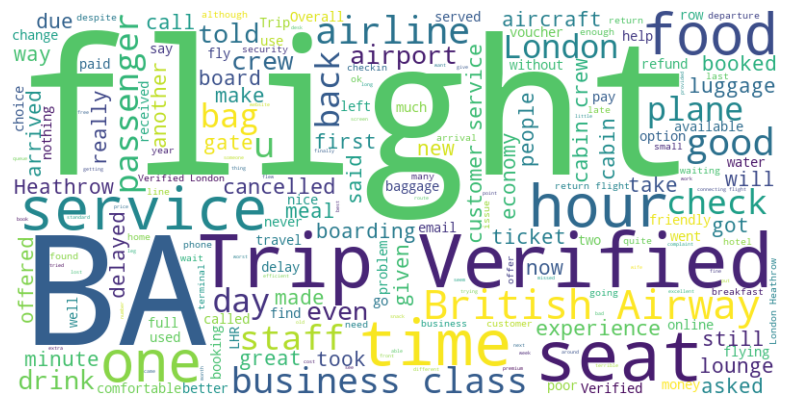 flight
BA
Trip Verified
seat
time
hour
food
service
one
British Airway
business class
staff
good
London
airline
plane
check
back
bag
passenger
told
crew
airport
board
call
due
way
change
despite
although
Trip
use
Overall
say
fly
security
served
aircraft
row
departure
voucher
help
return
enough
booked
refund
without
luggage
last
pay
late
option
available
small
people
cabin crew
cabin
customer service
economy
new
first
said
left
much
many
baggage
make
another
received
really
paid
choice
nothing
arrived
year
gate
u
Heathrow
Verified London
line
cancelled
nice
meal
never
boarding
email
travel
delay
problem
given
go
find
phone
wait
terminal
home
found
tried
delayed
offered
well
day
made
even
called
LHR
booking
need
great
took
minute
full
used
drink
extra
comfortable
better
business
customer
experience
online
offer
now
ticket
two
issue
point
went
quite
friendly
take
will
water
waiting
return flight
connecting flight
got
hotel
complaint
going
breakfast
excellent
still
flying
lounge
asked
poor
Verified
money
London Heathrow
premium
different
checkin
ok
arrival